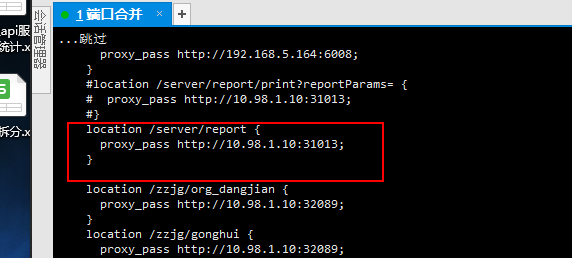 _api服
统计.x
拆分.x
会话管理器
1 端口合并 × +
...跳过
proxy_pass http://192.168.5.164:6008;
}
#location /server/report/print?reportParams= {
# proxy_pass http://10.98.1.10:31013;
#}
location /server/report {
proxy_pass http://10.98.1.10:31013;
}
location /zzjg/org_dangjian {
proxy_pass http://10.98.1.10:32089;
}
location /zzjg/gonghui {
proxy_pass http://10.98.1.10:32089;